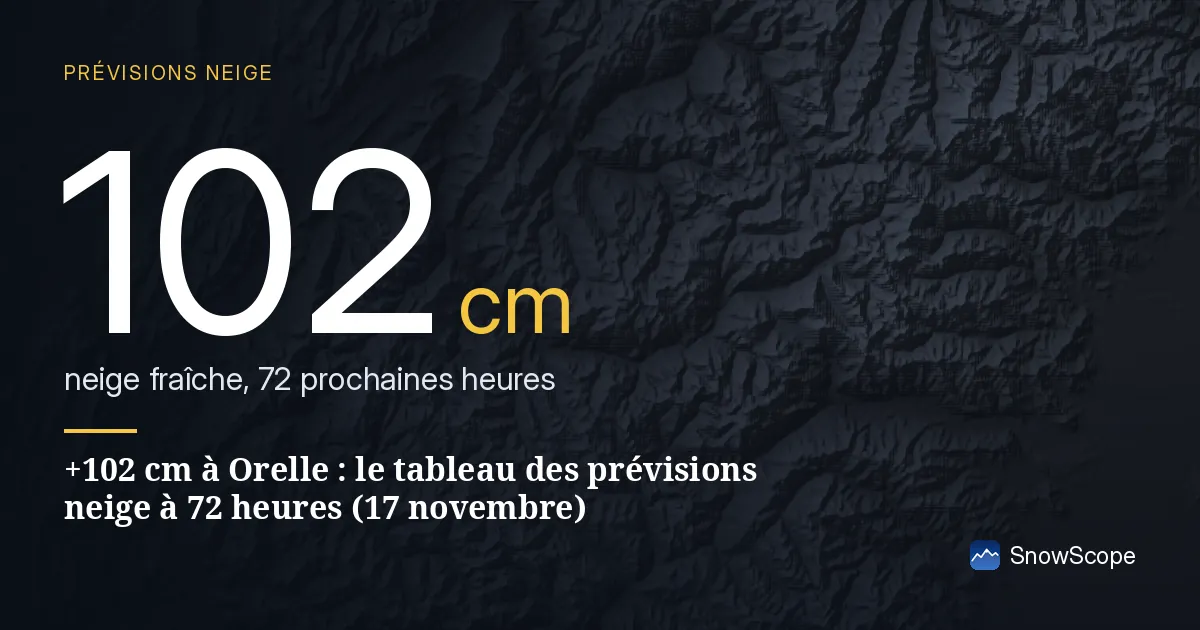 PRÉVISIONS NEIGE
102 cm
neige fraîche, 72 prochaines heures
+102 cm à Orelle : le tableau des prévisions
neige à 72 heures (17 novembre)
SnowScope